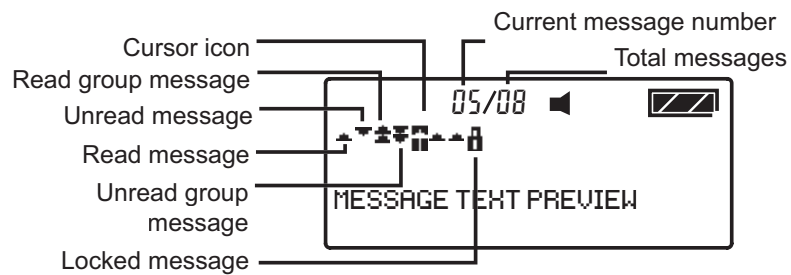 Current message number
Total messages
Cursor icon
Read group message
Unread message
Read message
Unread group
message
Locked message
05/08
MESSAGE TEXT PREVIEW